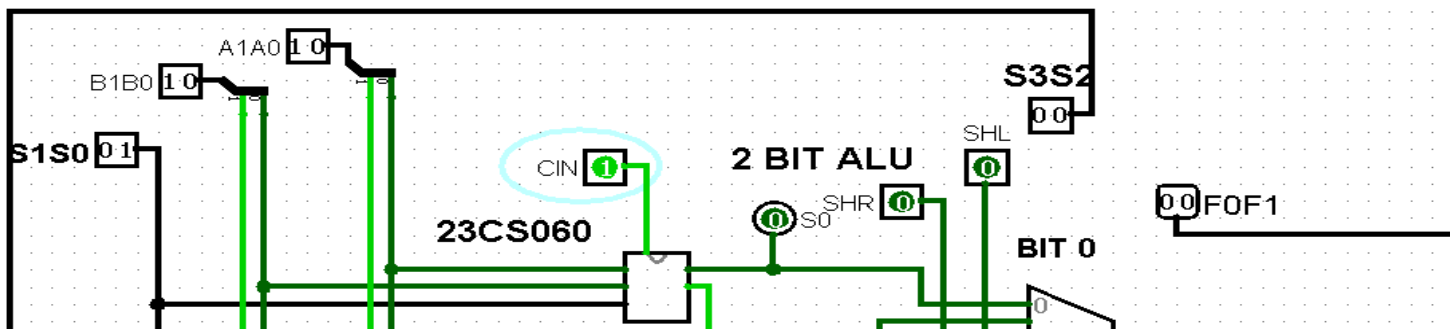 A1A0 1 0
B1B0 1 0
S3S2
0 0
S1S0 0 1
SHL
0
CIN 1
2 BIT ALU
SHR 0
0 S0
0 0 F0F1
23CS060
BIT 0
0